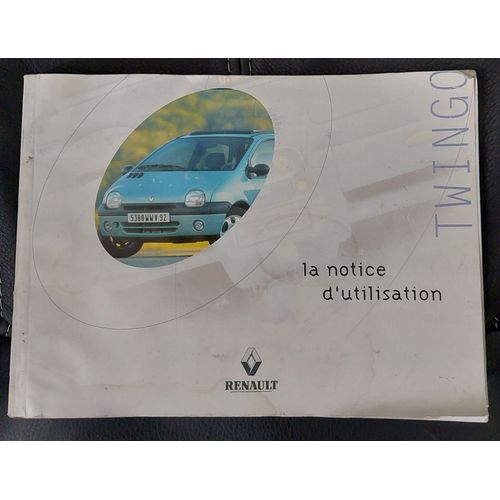 TWINGO
5388 WWV 92
la notice
d'utilisation
RENAULT